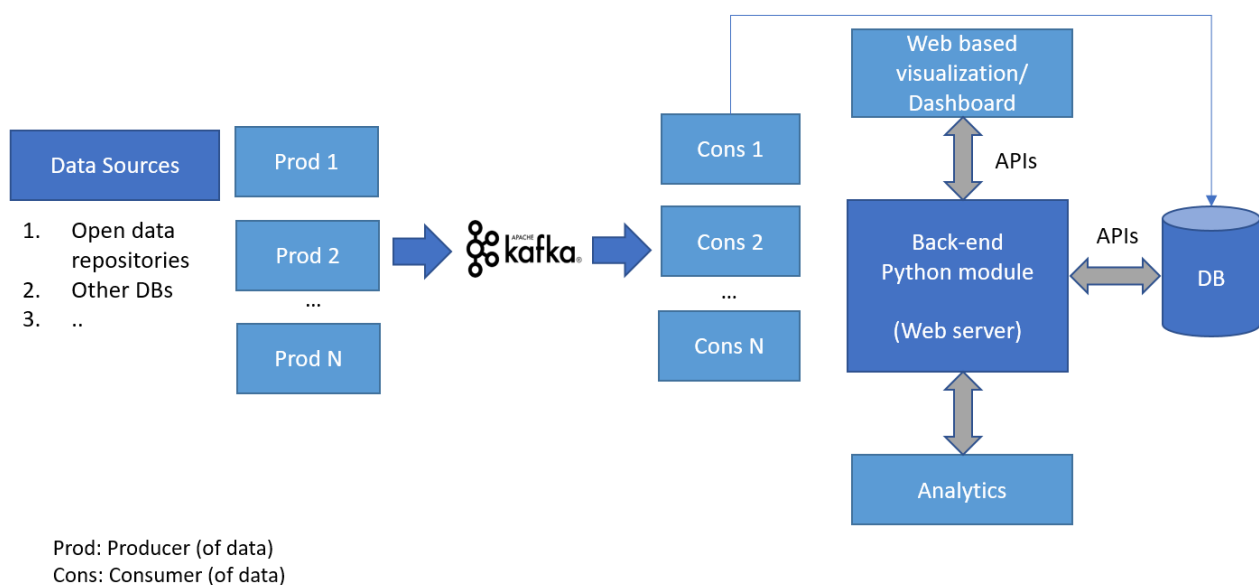 Data Sources
1. Open data
repositories
2. Other DBs
3. ..
Prod 1
Prod 2
...
Prod N
APACHE
kafka®
Cons 1
Cons 2
...
Cons N
Web based
visualization/
Dashboard
APIs
Back-end
Python module
(Web server)
APIs
DB
Analytics
Prod: Producer (of data)
Cons: Consumer (of data)